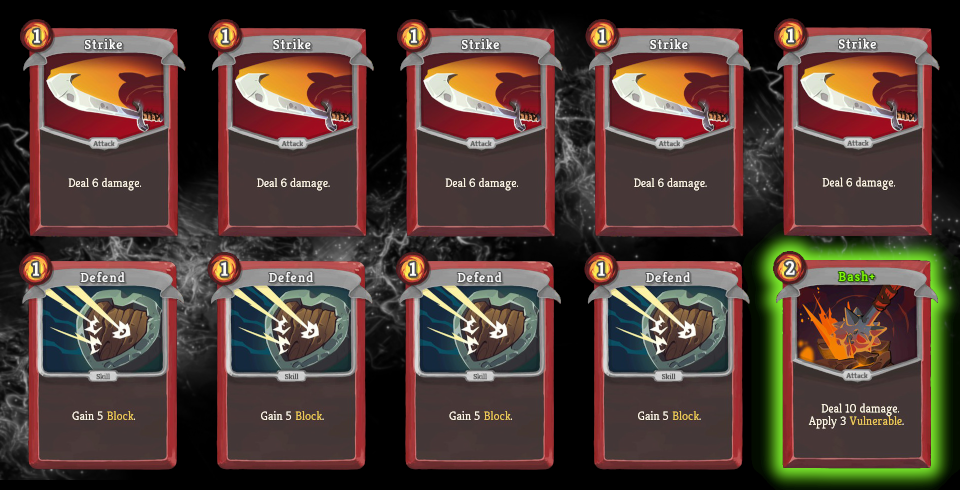 1 1 1 1 1
Strike Strike Strike Strike Strike
Attack Attack Attack Attack Attack
Deal 6 damage. Deal 6 damage. Deal 6 damage. Deal 6 damage. Deal 6 damage.
1 1 1 1 2
Defend Defend Defend Defend Bash+
Skill Skill Skill Skill Attack
Gain 5 Block. Gain 5 Block. Gain 5 Block. Gain 5 Block. Deal 10 damage.
Apply 3 Vulnerable.